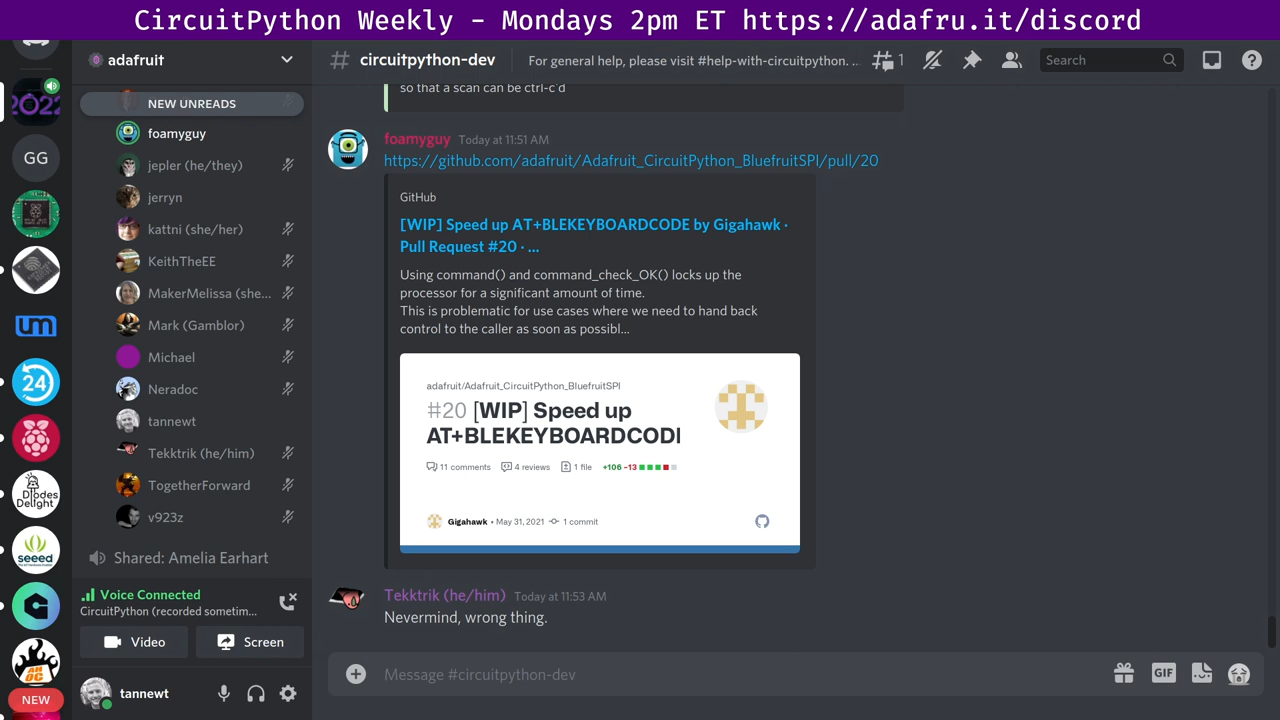 CircuitPython Weekly - Mondays 2pm ET https://adafru.it/discord
adafruit
# circuitpython-dev
For general help, please visit #help-with-circuitpython. ...
1
Search
2022
NEW UNREADS
foamyguy
GG
jepler (he/they)
jerryn
kattni (she/her)
KeithTheEE
MakerMelissa (she...
um
Mark (Gamblor)
Michael
24
Neradoc
tannewt
Tekktrik (he/him)
TogetherForward
Diodes
Delight
v923z
seeed
Shared: Amelia Earhart
Voice Connected
CircuitPython (recorded sometim...
Video
Screen
AH
OC
NEW
tannewt
so that a scan can be ctrl-c'd
foamyguy Today at 11:51 AM
https://github.com/adafruit/Adafruit_CircuitPython_BluefruitSPI/pull/20
GitHub
[WIP] Speed up AT+BLEKEYBOARDCODE by Gigahawk ·
Pull Request #20 · ...
Using command() and command_check_OK() locks up the
processor for a significant amount of time.
This is problematic for use cases where we need to hand back
control to the caller as soon as possibl...
adafruit/Adafruit_CircuitPython_BluefruitSPI
#20 [WIP] Speed up
AT+BLEKEYBOARDCODE
11 comments 4 reviews 1 file +106 -13
Gigahawk • May 31, 2021 1 commit
Tekktrik (he/him) Today at 11:53 AM
Nevermind, wrong thing.
Message #circuitpython-dev
GIF